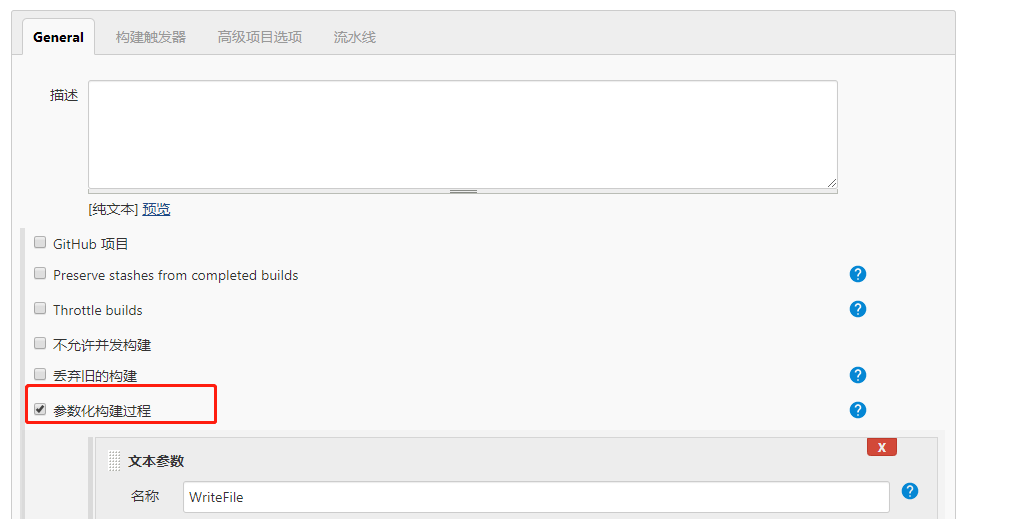 General 构建触发器 高级项目选项 流水线
描述
[纯文本] 预览
GitHub 项目
Preserve stashes from completed builds
Throttle builds
不允许并发构建
丢弃旧的构建
参数化构建过程
X
文本参数
名称 WriteFile